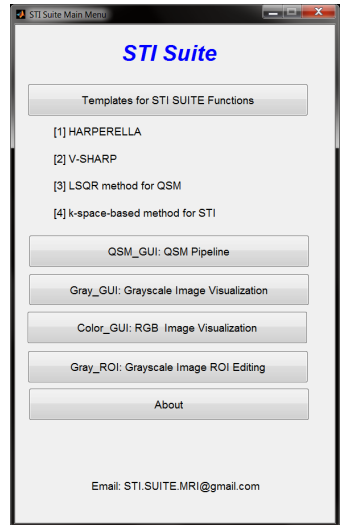 STI Suite Main Menu
STI Suite
Templates for STI SUITE Functions
[1] HARPERELLA
[2] V-SHARP
[3] LSQR method for QSM
[4] k-space-based method for STI
QSM_GUI: QSM Pipeline
Gray_GUI: Grayscale Image Visualization
Color_GUI: RGB  Image Visualization
Gray_ROI: Grayscale Image ROI Editing
About
Email: STI.SUITE.MRI@gmail.com